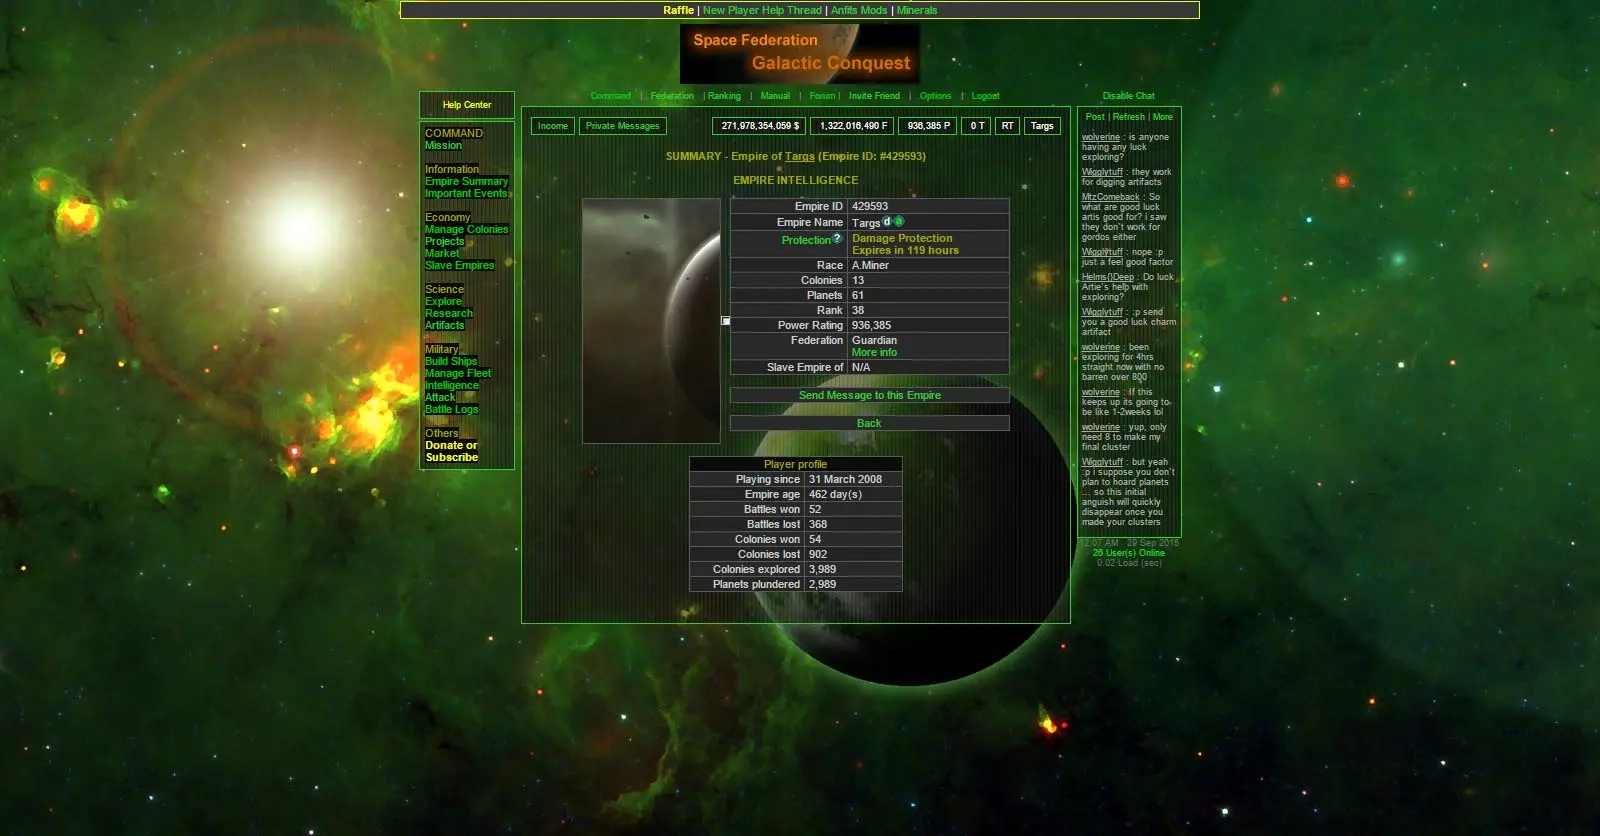 Raffle | New Player Help Thread | Anfits Mods | Minerals
Space Federation
Galactic Conquest
Command | Federation | Ranking | Manual | Forum | Invite Friend | Options | Logout
Help Center
COMMAND
Mission
Information
Empire Summary
Important Events
Economy
Manage Colonies
Projects
Market
Slave Empires
Science
Explore
Research
Artifacts
Military
Build Ships
Manage Fleet
Intelligence
Attack
Battle Logs
Others
Donate or
Subscribe
Income Private Messages 271,978,354,059 $ 1,322,016,490 F 936,385 P 0 T RT Targs
SUMMARY - Empire of Targs (Empire ID: #429593)
EMPIRE INTELLIGENCE
Empire ID 429593
Empire Name Targs d a
Protection ? Damage Protection
Expires in 119 hours
Race A.Miner
Colonies 13
Planets 61
Rank 38
Power Rating 936,385
Federation Guardian
More info
Slave Empire of N/A
Send Message to this Empire
Back
Player profile
Playing since 31 March 2008
Empire age 462 day(s)
Battles won 52
Battles lost 368
Colonies won 54
Colonies lost 902
Colonies explored 3,989
Planets plundered 2,989
Disable Chat
Post | Refresh | More
wolverine : is anyone
having any luck
exploring?
Wigglytuff : they work
for digging artifacts
MtzComeback : So
what are good luck
artis good for? i saw
they don't work for
gordos either
Wigglytuff : nope :p
just a feel good factor
Helms{}Deep : Do luck
Artie's help with
exploring?
Wigglytuff : :p send
you a good luck charm
artifact
wolverine : been
exploring for 4hrs
straight now with no
barren over 800
wolverine : If this
keeps up its going to
be like 1-2weeks lol
wolverine : yup, only
need 8 to make my
final cluster
Wigglytuff : but yeah
:p i suppose you don't
plan to hoard planets
... so this initial
anguish will quickly
disappear once you
made your clusters
2:07 AM 29 Sep 2015
26 User(s) Online
0.02 Load (sec)